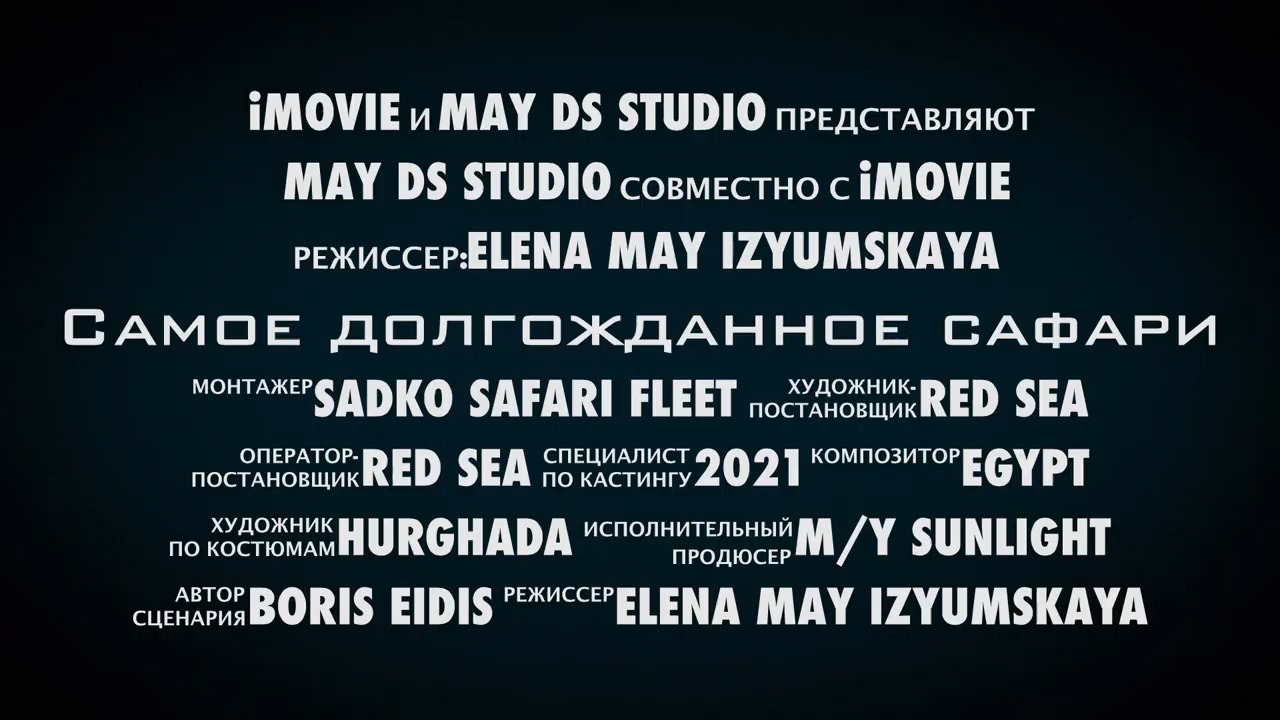 iMOVIE И MAY DS STUDIO ПРЕДСТАВЛЯЮТ
MAY DS STUDIO СОВМЕСТНО С iMOVIE
РЕЖИССЕР:ELENA MAY IZYUMSKAYA
САМОЕ ДОЛГОЖДАННОЕ САФАРИ
МОНТАЖЕР SADKO SAFARI FLEET ХУДОЖНИК-ПОСТАНОВЩИК RED SEA
ОПЕРАТОР-ПОСТАНОВЩИК RED SEA СПЕЦИАЛИСТ ПО КАСТИНГУ 2021 КОМПОЗИТОР EGYPT
ХУДОЖНИК ПО КОСТЮМАМ HURGHADA ИСПОЛНИТЕЛЬНЫЙ ПРОДЮСЕР M/Y SUNLIGHT
АВТОР СЦЕНАРИЯ BORIS EIDIS РЕЖИССЕР ELENA MAY IZYUMSKAYA